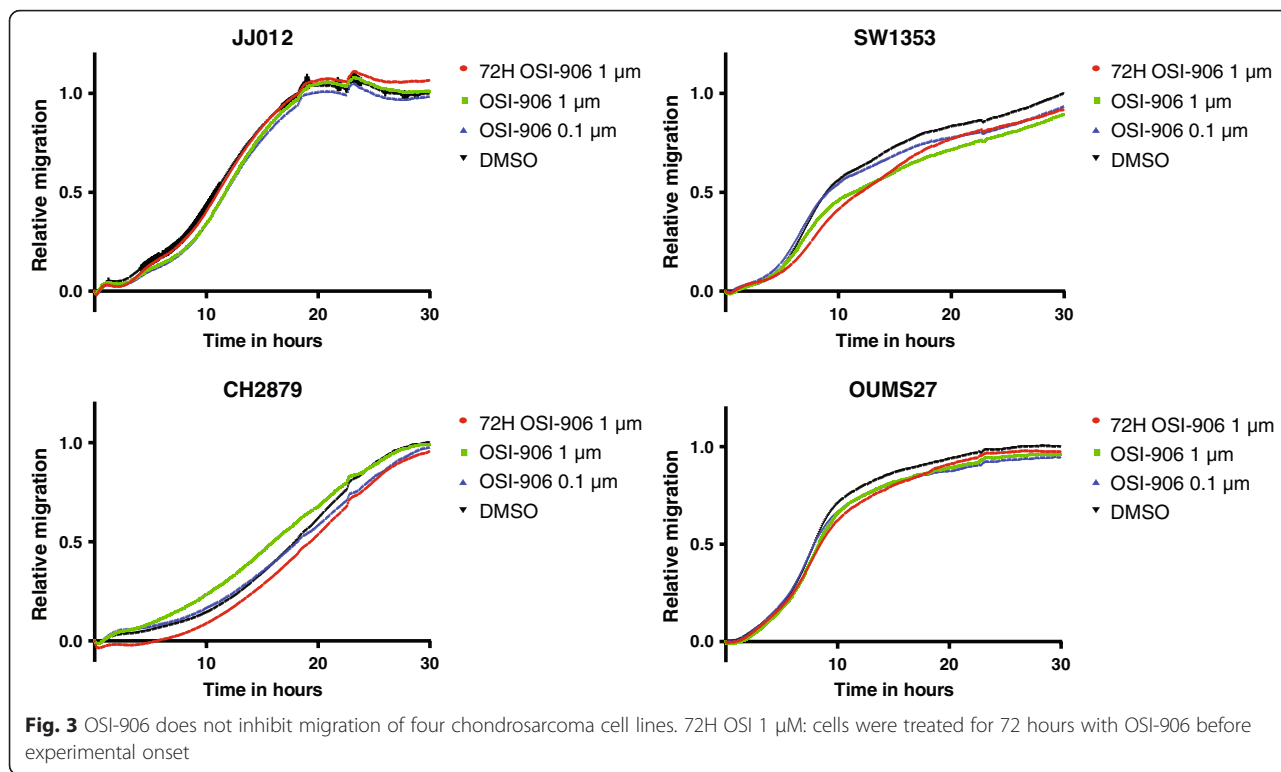 JJ012
Relative migration
1.0
0.5
0.0
10
20
30
Time in hours
72H OSI-906 1 µm
OSI-906 1 µm
OSI-906 0.1 µm
DMSO
SW1353
Relative migration
1.0
0.5
0.0
10
20
30
Time in hours
72H OSI-906 1 µm
OSI-906 1 µm
OSI-906 0.1 µm
DMSO
CH2879
Relative migration
1.0
0.5
0.0
10
20
30
Time in hours
72H OSI-906 1 µm
OSI-906 1 µm
OSI-906 0.1 µm
DMSO
OUMS27
Relative migration
1.0
0.5
0.0
10
20
30
Time in hours
72H OSI-906 1 µm
OSI-906 1 µm
OSI-906 0.1 µm
DMSO
Fig. 3 OSI-906 does not inhibit migration of four chondrosarcoma cell lines. 72H OSI 1 µM: cells were treated for 72 hours with OSI-906 before
experimental onset